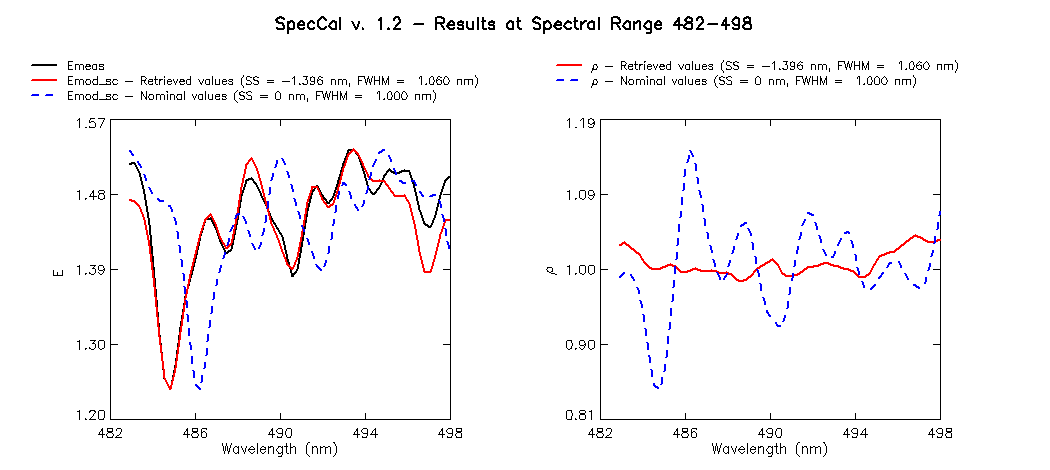 SpecCal v. 1.2 – Results at Spectral Range 482–498
Emeas
Emod_sc – Retrieved values (SS = –1.396 nm, FWHM = 1.060 nm)
Emod_sc – Nominal values (SS = 0 nm, FWHM = 1.000 nm)
1.57
1.48
1.39
1.30
1.20
E
482 486 490 494 498
Wavelength (nm)
ρ – Retrieved values (SS = –1.396 nm, FWHM = 1.060 nm)
ρ – Nominal values (SS = 0 nm, FWHM = 1.000 nm)
1.19
1.09
1.00
0.90
0.81
ρ
482 486 490 494 498
Wavelength (nm)